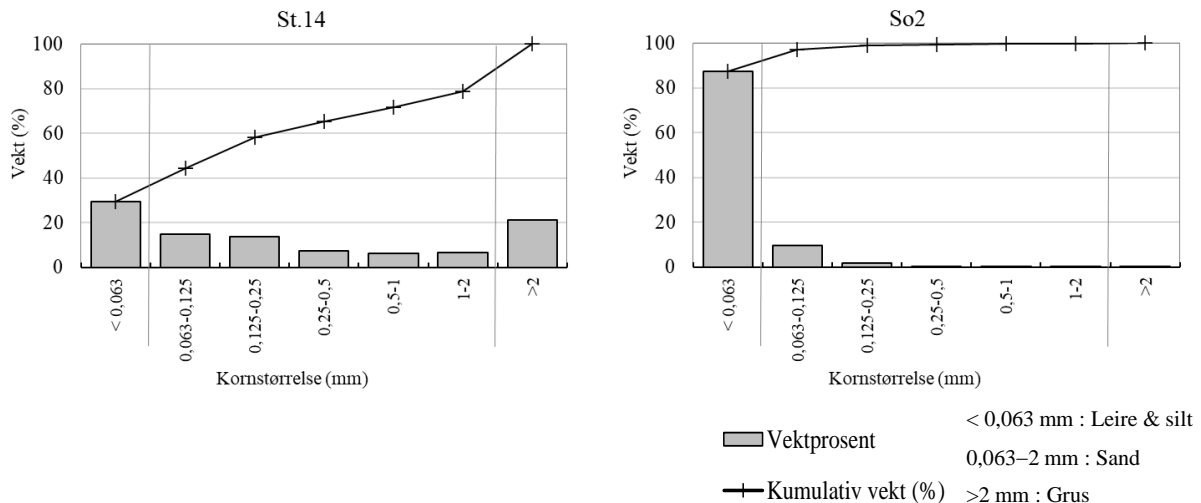 St.14
100
80
60
40
20
0
Vekt (%)
< 0,063
0,063-0,125
0,125-0,25
0,25-0,5
0,5-1
1-2
>2
Kornstørrelse (mm)
So2
100
80
60
40
20
0
Vekt (%)
< 0,063
0,063-0,125
0,125-0,25
0,25-0,5
0,5-1
1-2
>2
Kornstørrelse (mm)
Vektprosent
Kumulativ vekt (%)
< 0,063 mm : Leire & silt
0,063–2 mm : Sand
>2 mm : Grus